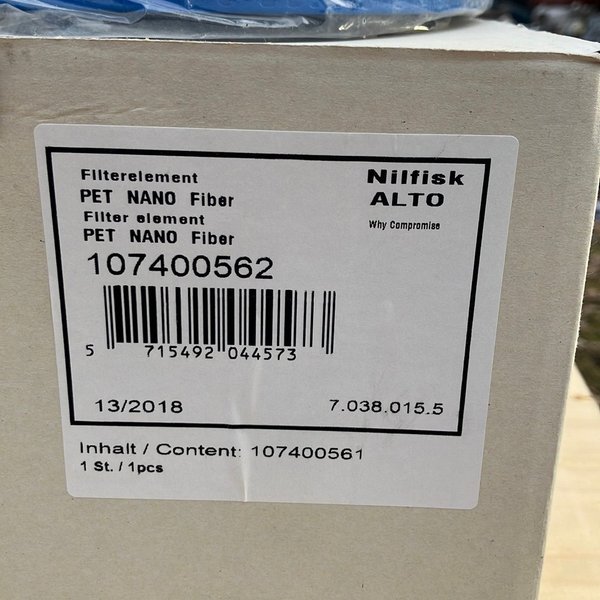 Filterelement
PET NANO Fiber
Filter element
PET NANO Fiber
Nilfisk
ALTO
Why Compromise
107400562
5 715492 044573
13/2018
7.038.015.5
Inhalt / Content: 107400561
1 St. / 1pcs